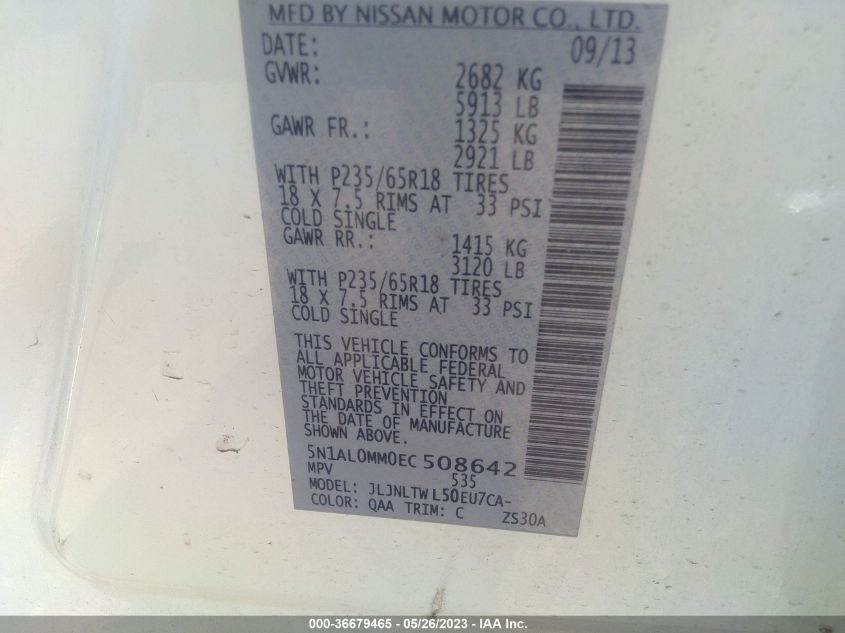 MFD BY NISSAN MOTOR CO., LTD.
DATE: 09/13
GVWR: 2682 KG
5913 LB
GAWR FR.: 1325 KG
2921 LB
WITH P235/65R18 TIRES
18 X 7.5 RIMS AT 33 PSI
COLD SINGLE
GAWR RR.: 1415 KG
3120 LB
WITH P235/65R18 TIRES
18 X 7.5 RIMS AT 33 PSI
COLD SINGLE
THIS VEHICLE CONFORMS TO
ALL APPLICABLE FEDERAL
MOTOR VEHICLE SAFETY AND
THEFT PREVENTION
STANDARDS IN EFFECT ON
THE DATE OF MANUFACTURE
SHOWN ABOVE.
5N1AL0MM0EC 508642
MPV 535
MODEL: JLJNLTW L50EU7CA-
COLOR: QAA TRIM: C ZS30A
000-36679465 - 05/26/2023 - IAA Inc.